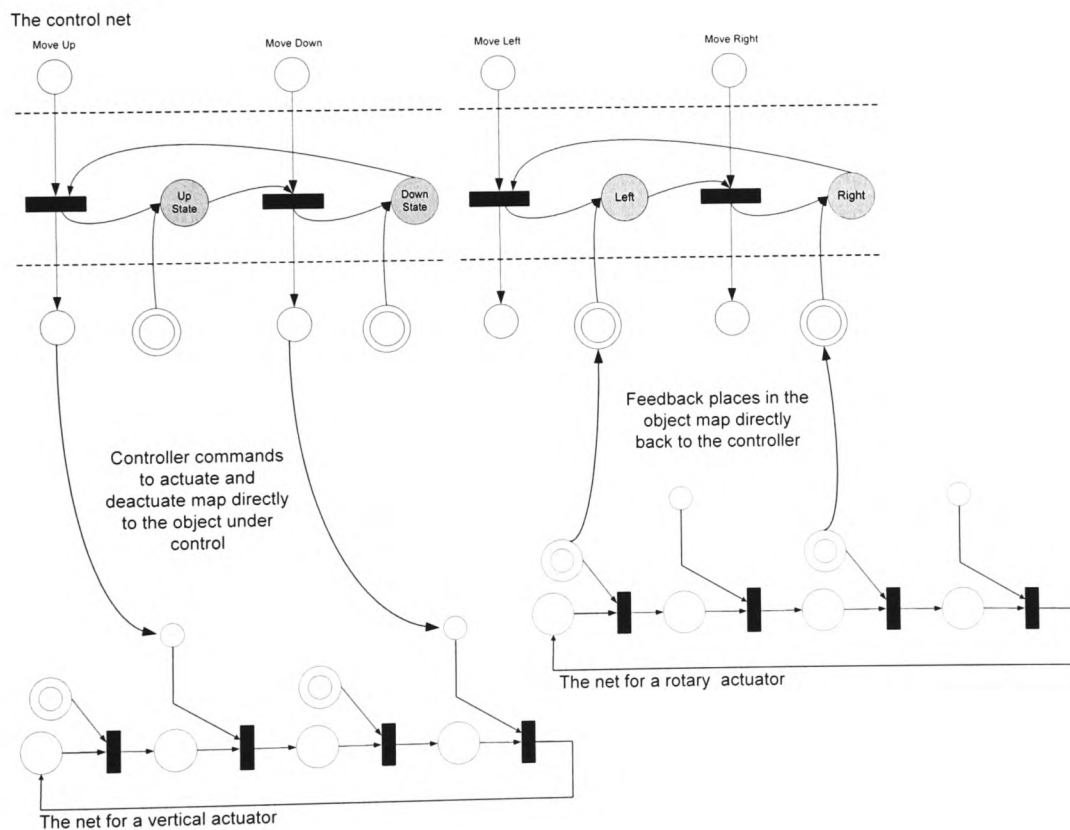 The control net
Move Up
Move Down
Move Left
Move Right
Up
State
Down
State
Left
Right
Controller commands
to actuate and
deactuate map directly
to the object under
control
Feedback places in the
object map directly
back to the controller
The net for a rotary actuator
The net for a vertical actuator